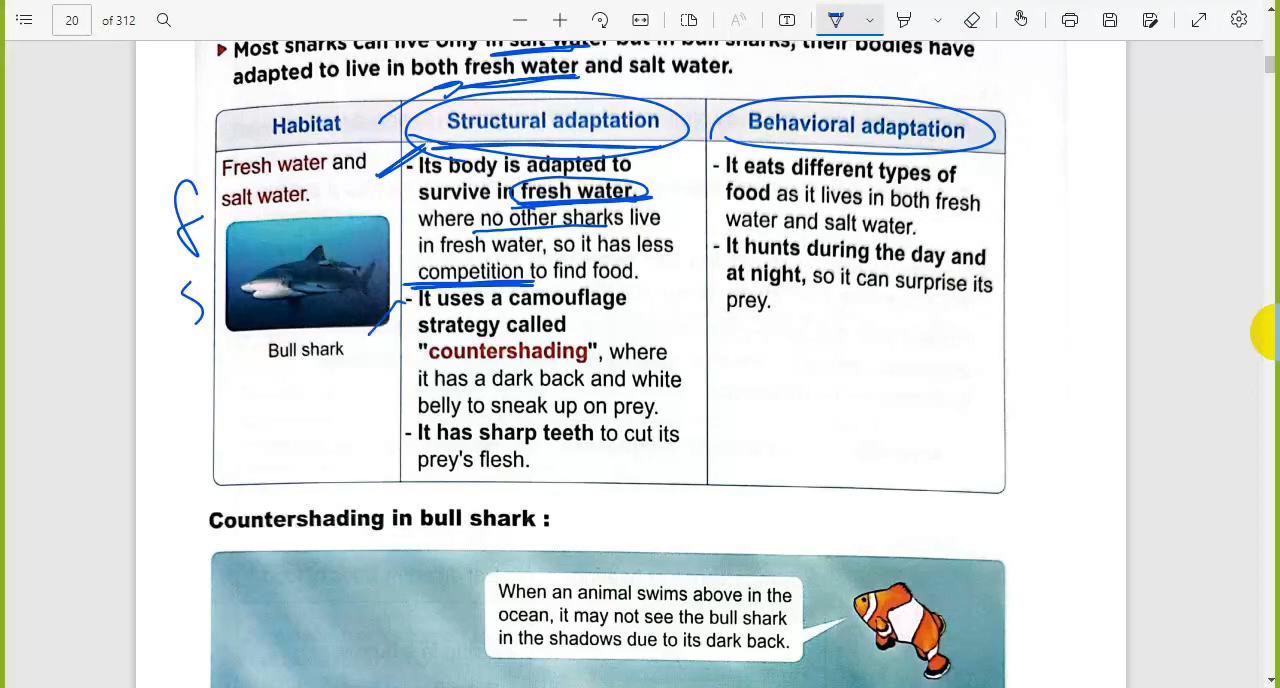 20 of 312
Most sharks can live only in salt water but in bull sharks, their bodies have
adapted to live in both fresh water and salt water.
Habitat
Structural adaptation
Behavioral adaptation
Fresh water and
salt water.
f
s
Bull shark
- Its body is adapted to
survive in fresh water,
where no other sharks live
in fresh water, so it has less
competition to find food.
- It uses a camouflage
strategy called
"countershading", where
it has a dark back and white
belly to sneak up on prey.
- It has sharp teeth to cut its
prey's flesh.
- It eats different types of
food as it lives in both fresh
water and salt water.
- It hunts during the day and
at night, so it can surprise its
prey.
Countershading in bull shark :
When an animal swims above in the
ocean, it may not see the bull shark
in the shadows due to its dark back.